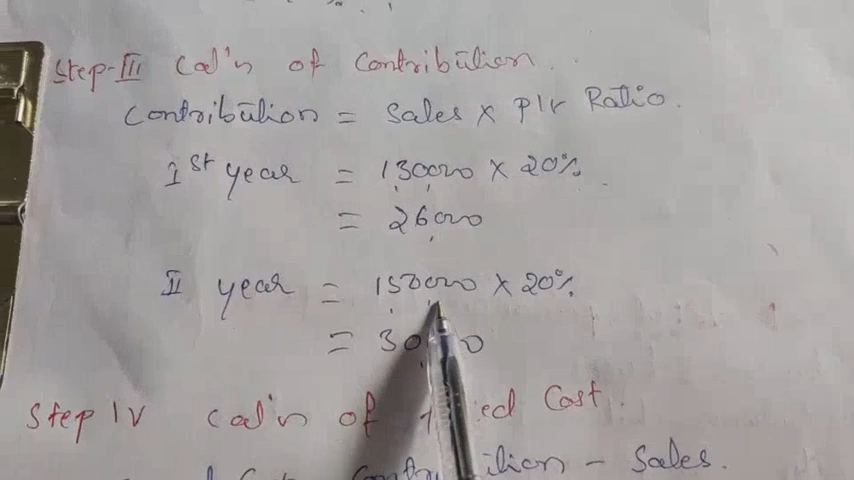 Step-III Cal'n of Contribution.
Contribution = Sales x P/V Ratio.
Ist year = 130000 x 20%
= 26000
II year = 150000 x 20%
= 30
Step IV Cal'n of Cost.
- Sales.